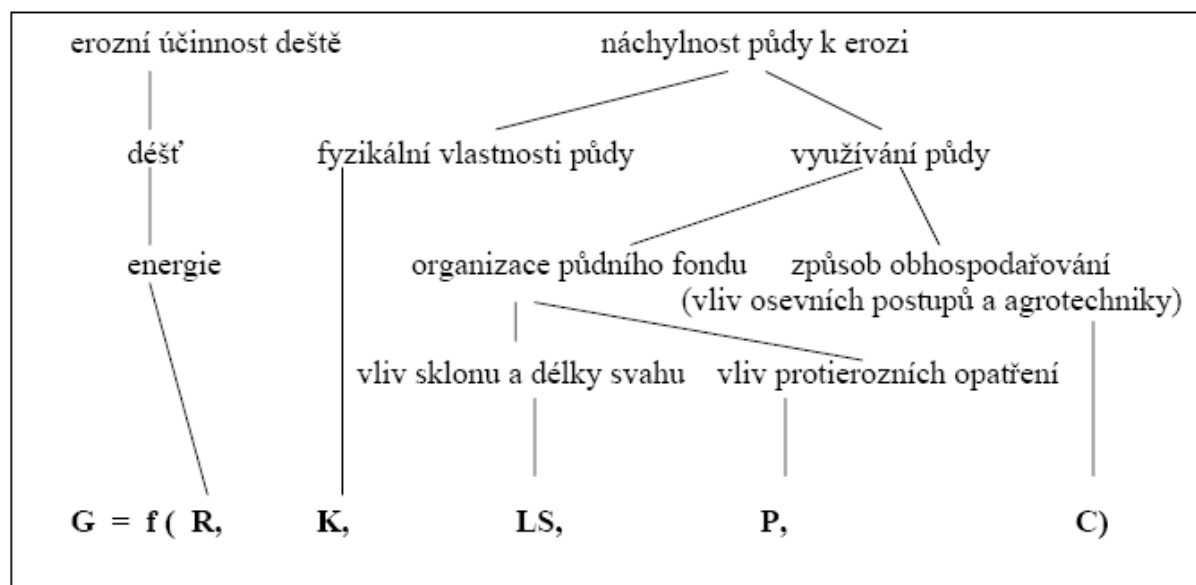 erozní účinnost deště náchylnost půdy k erozi
déšť fyzikální vlastnosti půdy využívání půdy
energie organizace půdního fondu způsob obhospodařování
(vliv osevních postupů a agrotechniky)
vliv sklonu a délky svahu vliv protierozních opatření
G = f ( R, K, LS, P, C)